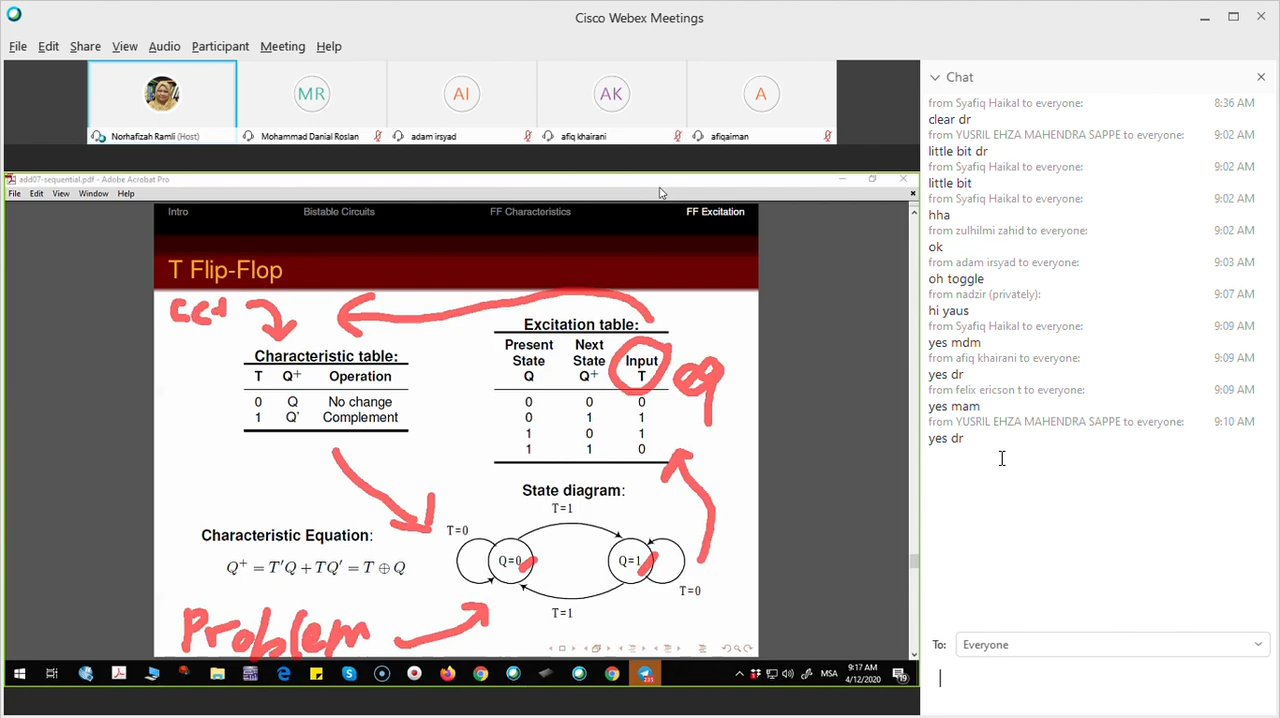 Cisco Webex Meetings
File Edit Share View Audio Participant Meeting Help
MR AI AK A
Norhafizah Ramli (Host) Mohammad Danial Roslan adam irsyad afiq khairani afiqaiman
add07-sequential.pdf - Adobe Acrobat Pro
File Edit View Window Help
Intro Bistable Circuits FF Characteristics FF Excitation
T Flip-Flop
Characteristic table:
T Q+ Operation
0 Q No change
1 Q' Complement
Excitation table:
Present Next
State State Input
Q Q+ T
0 0 0
0 1 1
1 0 1
1 1 0
State diagram:
T=1
T=0
Q=0 Q=1
T=0
T=1
Characteristic Equation:
Q+ = T′Q + TQ′ = T ⊕ Q
Problem
9:17 AM
MSA
4/12/2020
231
19
Chat
from Syafiq Haikal to everyone: 8:36 AM
clear dr
from YUSRIL EHZA MAHENDRA SAPPE to everyone: 9:02 AM
little bit dr
from Syafiq Haikal to everyone: 9:02 AM
little bit
from Syafiq Haikal to everyone: 9:02 AM
hha
from zulhilmi zahid to everyone: 9:02 AM
ok
from adam irsyad to everyone: 9:03 AM
oh toggle
from nadzir (privately): 9:07 AM
hi yaus
from Syafiq Haikal to everyone: 9:09 AM
yes mdm
from afiq khairani to everyone: 9:09 AM
yes dr
from felix ericson t to everyone: 9:09 AM
yes mam
from YUSRIL EHZA MAHENDRA SAPPE to everyone: 9:10 AM
yes dr
To: Everyone